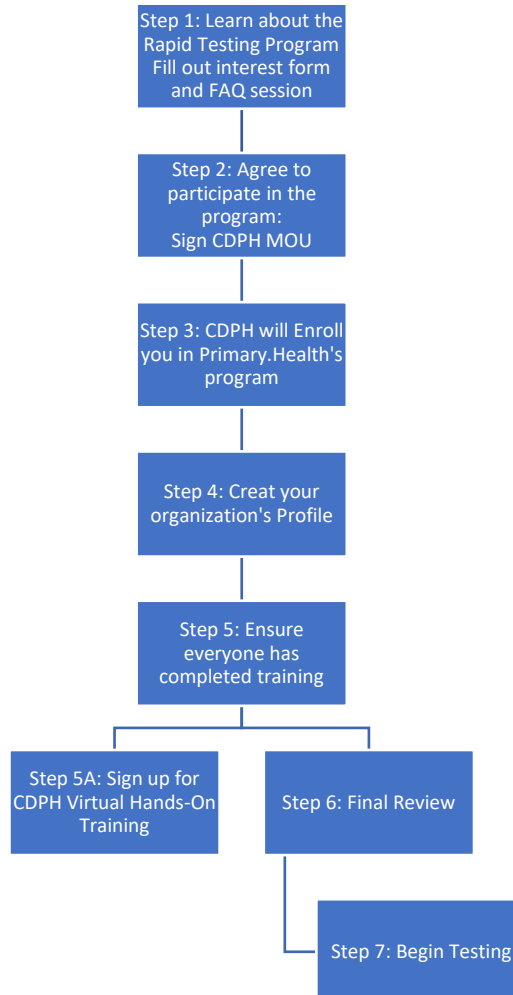 Step 1: Learn about the
Rapid Testing Program
Fill out interest form
and FAQ session
Step 2: Agree to
participate in the
program:
Sign CDPH MOU
Step 3: CDPH will Enroll
you in Primary.Health's
program
Step 4: Creat your
organization's Profile
Step 5: Ensure
everyone has
completed training
Step 5A: Sign up for
CDPH Virtual Hands-On
Training
Step 6: Final Review
Step 7: Begin Testing